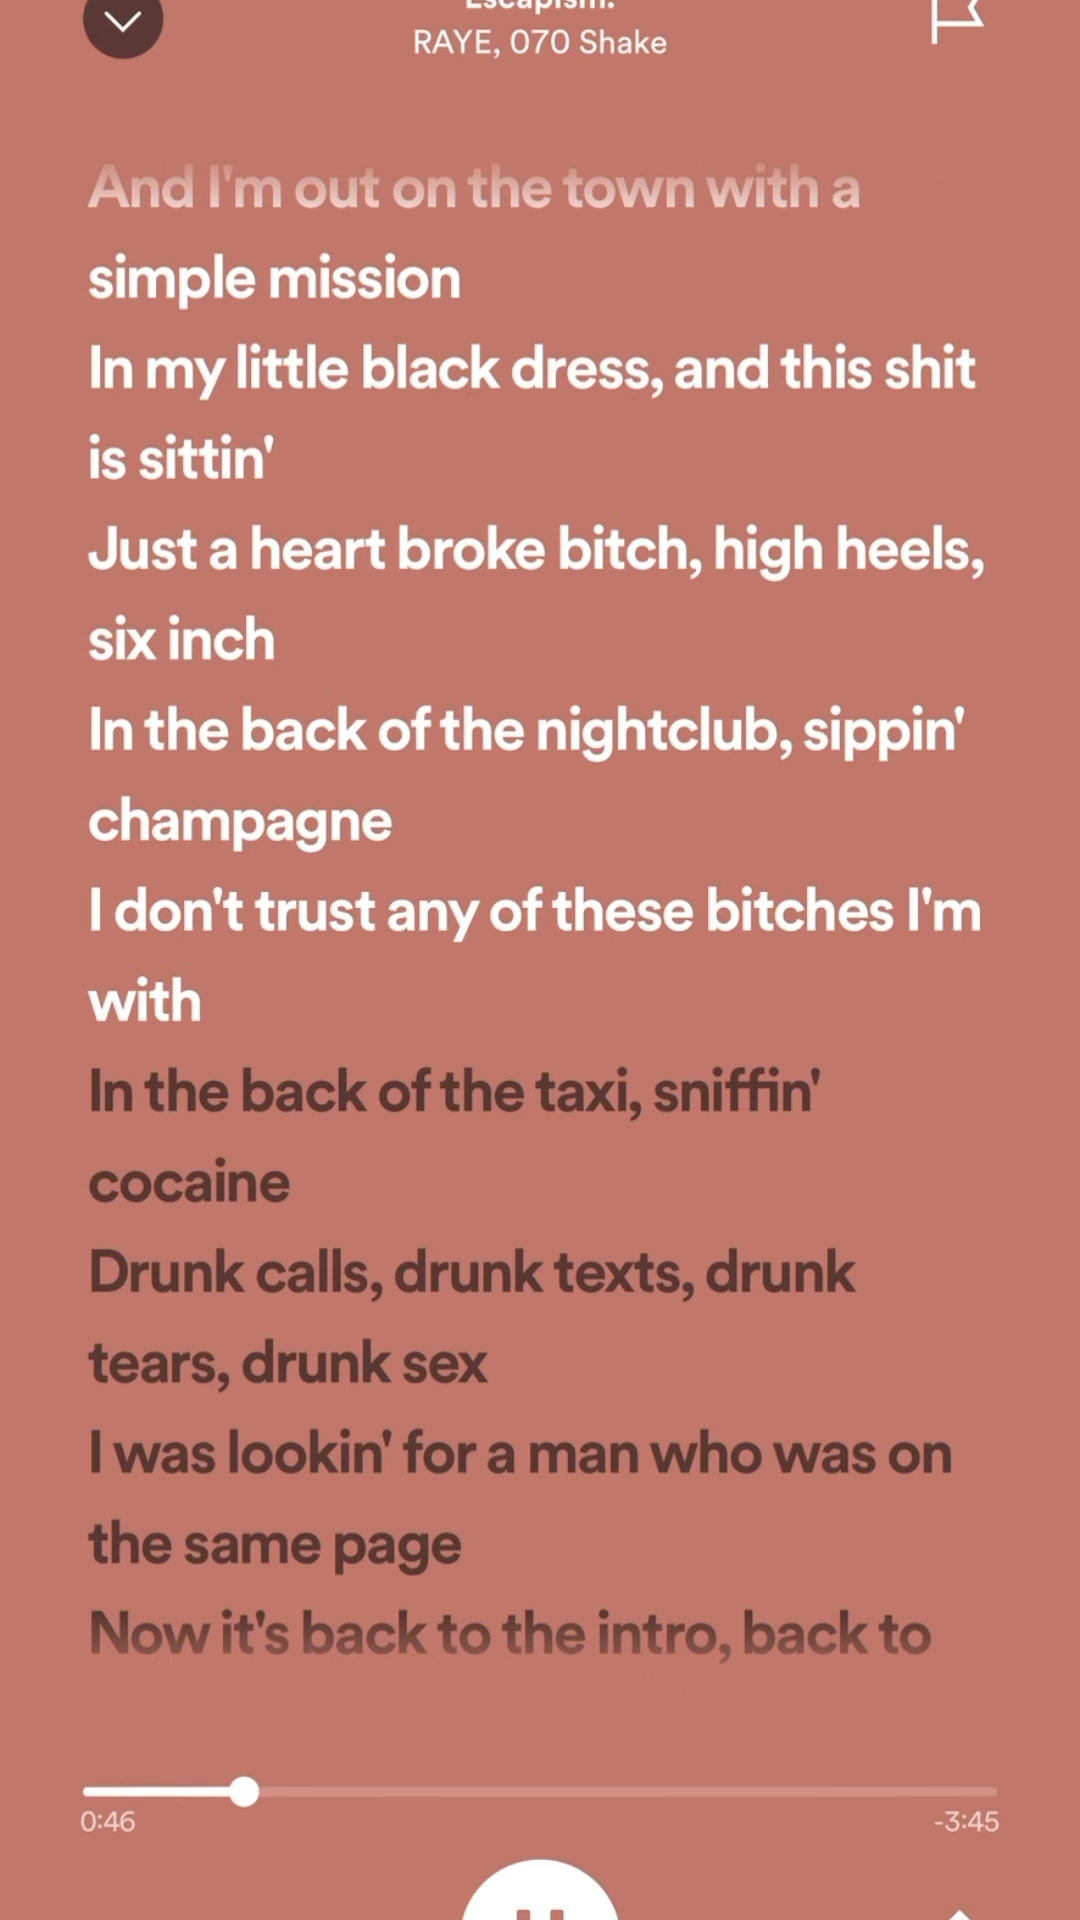 Escapism.
RAYE, 070 Shake
And I'm out on the town with a
simple mission
In my little black dress, and this shit
is sittin'
Just a heart broke bitch, high heels,
six inch
In the back of the nightclub, sippin'
champagne
I don't trust any of these bitches I'm
with
In the back of the taxi, sniffin'
cocaine
Drunk calls, drunk texts, drunk
tears, drunk sex
I was lookin' for a man who was on
the same page
Now it's back to the intro, back to
0:46
-3:45